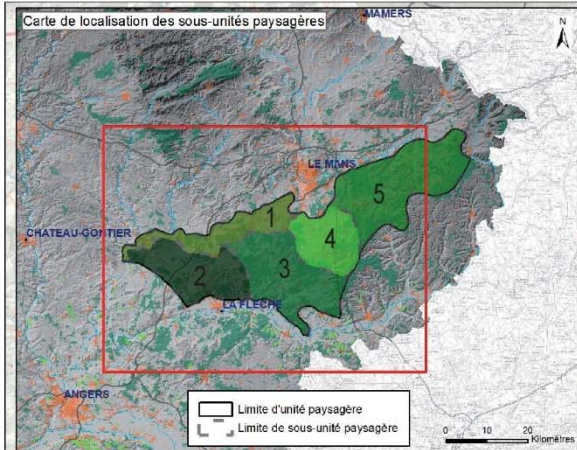 Carte de localisation des sous-unités paysagères
MAMERS
N
LE MANS
5
1
CHATEAU-GONTIER
4
2
3
LA FLECHE
ANGERS
Limite d'unité paysagère
Limite de sous-unité paysagère
0 10 20
Kilomètres